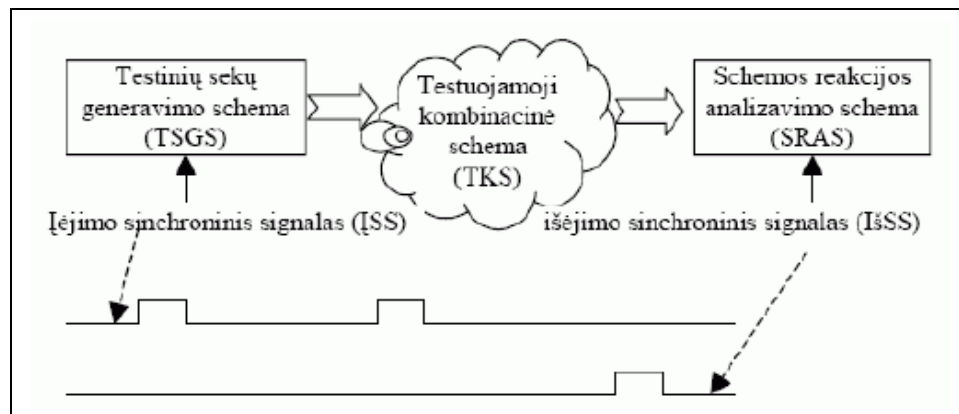 Testinių sekų
generavimo schema
(TSGS)
Testuojamoji
kombinacinė
schema
(TKS)
Schemos reakcijos
analizavimo schema
(SRAS)
Įėjimo sinchroninis signalas (ĮSS)
išėjimo sinchroninis signalas (IšSS)